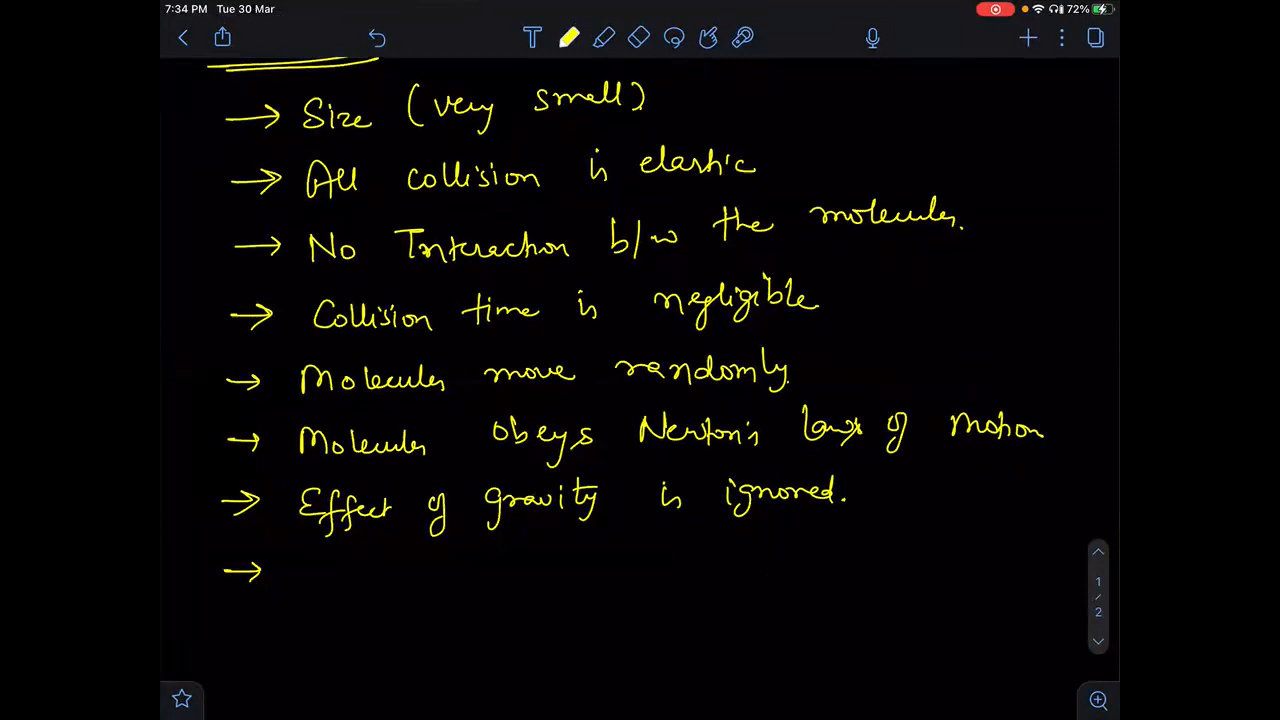 7:34 PM Tue 30 Mar 72%
T
→ Size (very small)
→ All collision is elastic
→ No Interaction b/w the molecules.
→ Collision time is negligible
→ Molecules move randomly.
→ Molecules obeys Newton's laws of Motion
→ Effect of gravity is ignored.
→
1
/
2